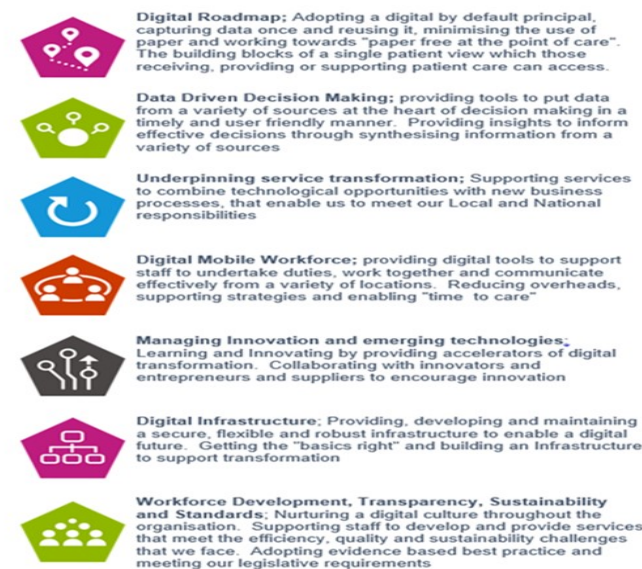 Digital Roadmap; Adopting a digital by default principal,
capturing data once and reusing it, minimising the use of
paper and working towards "paper free at the point of care".
The building blocks of a single patient view which those
receiving, providing or supporting patient care can access.
Data Driven Decision Making; providing tools to put data
from a variety of sources at the heart of decision making in a
timely and user friendly manner. Providing insights to inform
effective decisions through synthesising information from a
variety of sources
Underpinning service transformation; Supporting services
to combine technological opportunities with new business
processes, that enable us to meet our Local and National
responsibilities
Digital Mobile Workforce; providing digital tools to support
staff to undertake duties, work together and communicate
effectively from a variety of locations. Reducing overheads,
supporting strategies and enabling "time to care"
Managing Innovation and emerging technologies;
Learning and Innovating by providing accelerators of digital
transformation. Collaborating with innovators and
entrepreneurs and suppliers to encourage innovation
Digital Infrastructure; Providing, developing and maintaining
a secure, flexible and robust infrastructure to enable a digital
future. Getting the "basics right" and building an Infrastructure
to support transformation
Workforce Development, Transparency, Sustainability
and Standards; Nurturing a digital culture throughout the
organisation. Supporting staff to develop and provide services
that meet the efficiency, quality and sustainability challenges
that we face. Adopting evidence based best practice and
meeting our legislative requirements